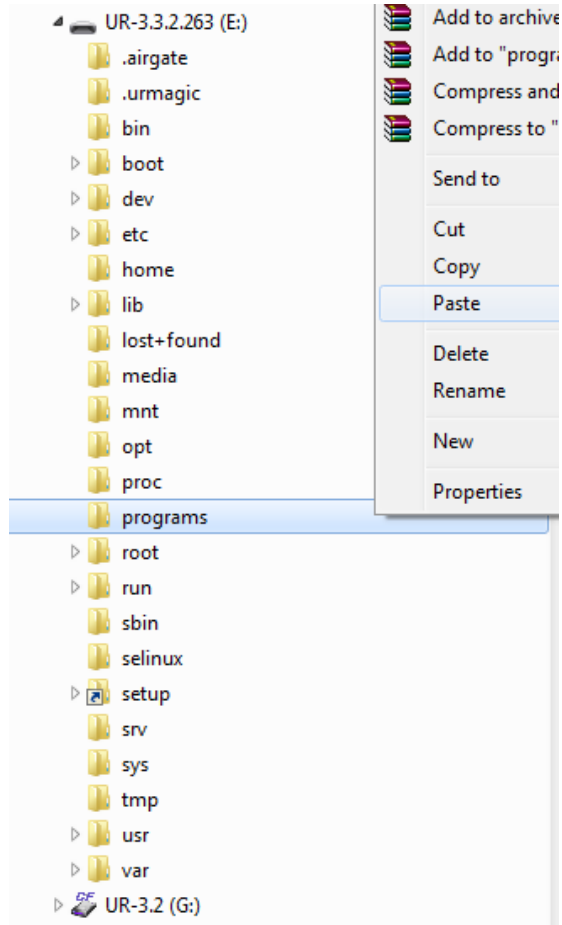 UR-3.3.2.263 (E:)
.airgate
.urmagic
bin
boot
dev
etc
home
lib
lost+found
media
mnt
opt
proc
programs
root
run
sbin
selinux
setup
srv
sys
tmp
usr
var
UR-3.2 (G:)
Add to archive
Add to "progra
Compress and
Compress to "
Send to
Cut
Copy
Paste
Delete
Rename
New
Properties